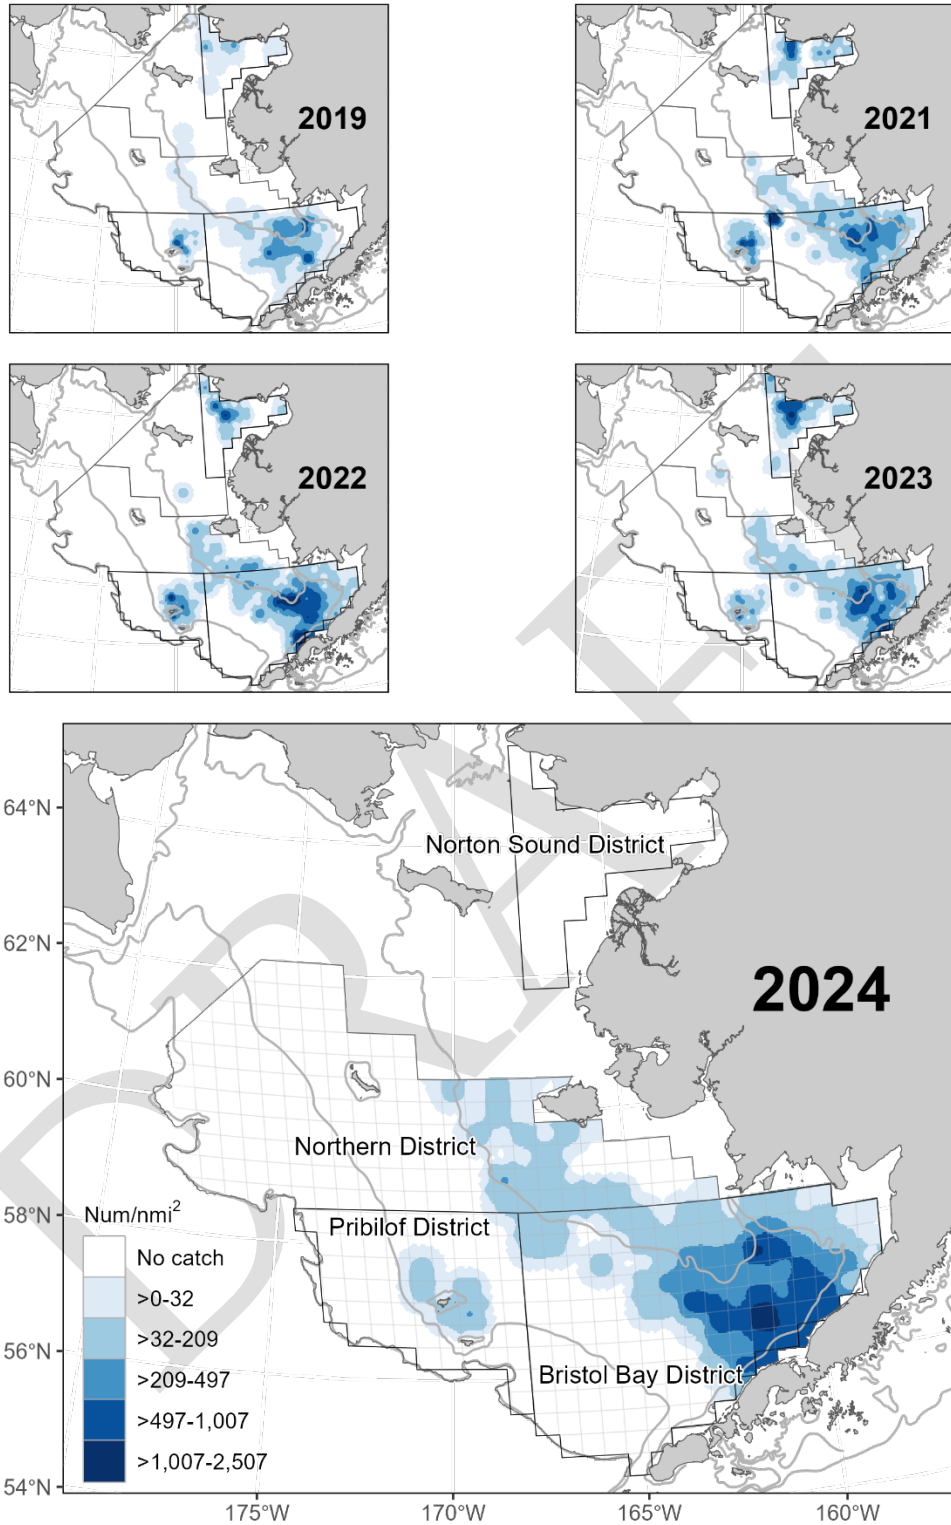 2019
2021
2022
2023
2024
Norton Sound District
Northern District
Pribilof District
Bristol Bay District
64°N
62°N
60°N
58°N
56°N
54°N
Num/nmi²
No catch
>0-32
>32-209
>209-497
>497-1,007
>1,007-2,507
175°W
170°W
165°W
160°W
DRAFT